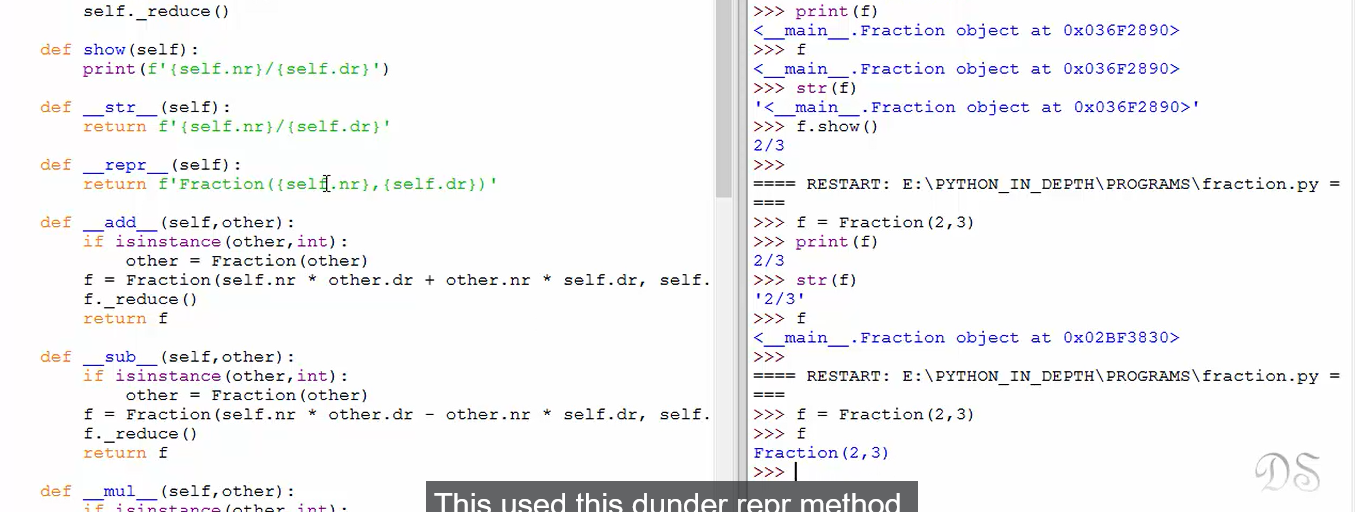 self._reduce()
def show(self):
print(f'{self.nr}/{self.dr}')
def __str__(self):
return f'{self.nr}/{self.dr}'
def __repr__(self):
return f'Fraction({self.nr},{self.dr})'
def __add__(self,other):
if isinstance(other,int):
other = Fraction(other)
f = Fraction(self.nr * other.dr + other.nr * self.dr, self.
f._reduce()
return f
def __sub__(self,other):
if isinstance(other,int):
other = Fraction(other)
f = Fraction(self.nr * other.dr - other.nr * self.dr, self.
f._reduce()
return f
def __mul__(self,other):
if isinstance(other,int):
>>> print(f)
<__main__.Fraction object at 0x036F2890>
>>> f
<__main__.Fraction object at 0x036F2890>
>>> str(f)
'<__main__.Fraction object at 0x036F2890>'
>>> f.show()
2/3
>>>
==== RESTART: E:\PYTHON_IN_DEPTH\PROGRAMS\fraction.py =
===
>>> f = Fraction(2,3)
>>> print(f)
2/3
>>> str(f)
'2/3'
>>> f
<__main__.Fraction object at 0x02BF3830>
>>>
==== RESTART: E:\PYTHON_IN_DEPTH\PROGRAMS\fraction.py =
===
>>> f = Fraction(2,3)
>>> f
Fraction(2,3)
>>>
DS
This used this dunder repr method